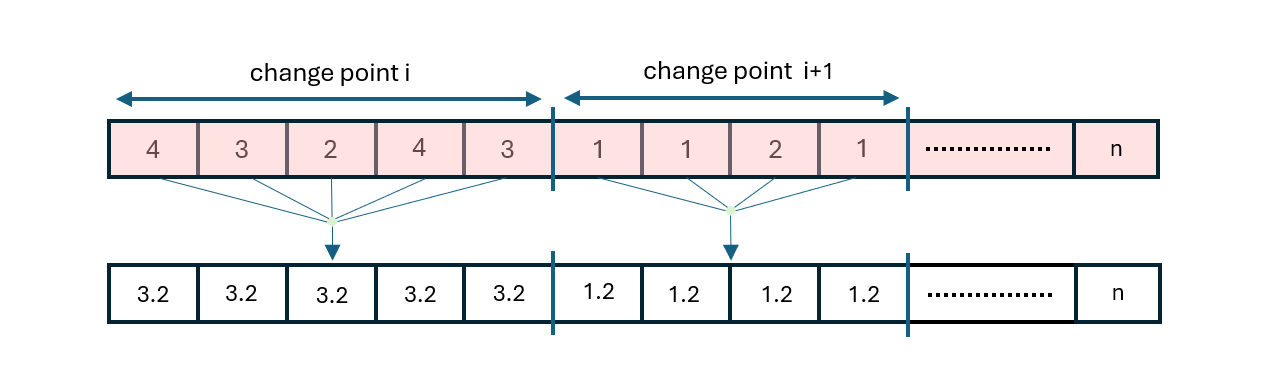 change point i
change point  i+1
4 3 2 4 3 1 1 2 1 ................ n
3.2 3.2 3.2 3.2 3.2 1.2 1.2 1.2 1.2 ................ n